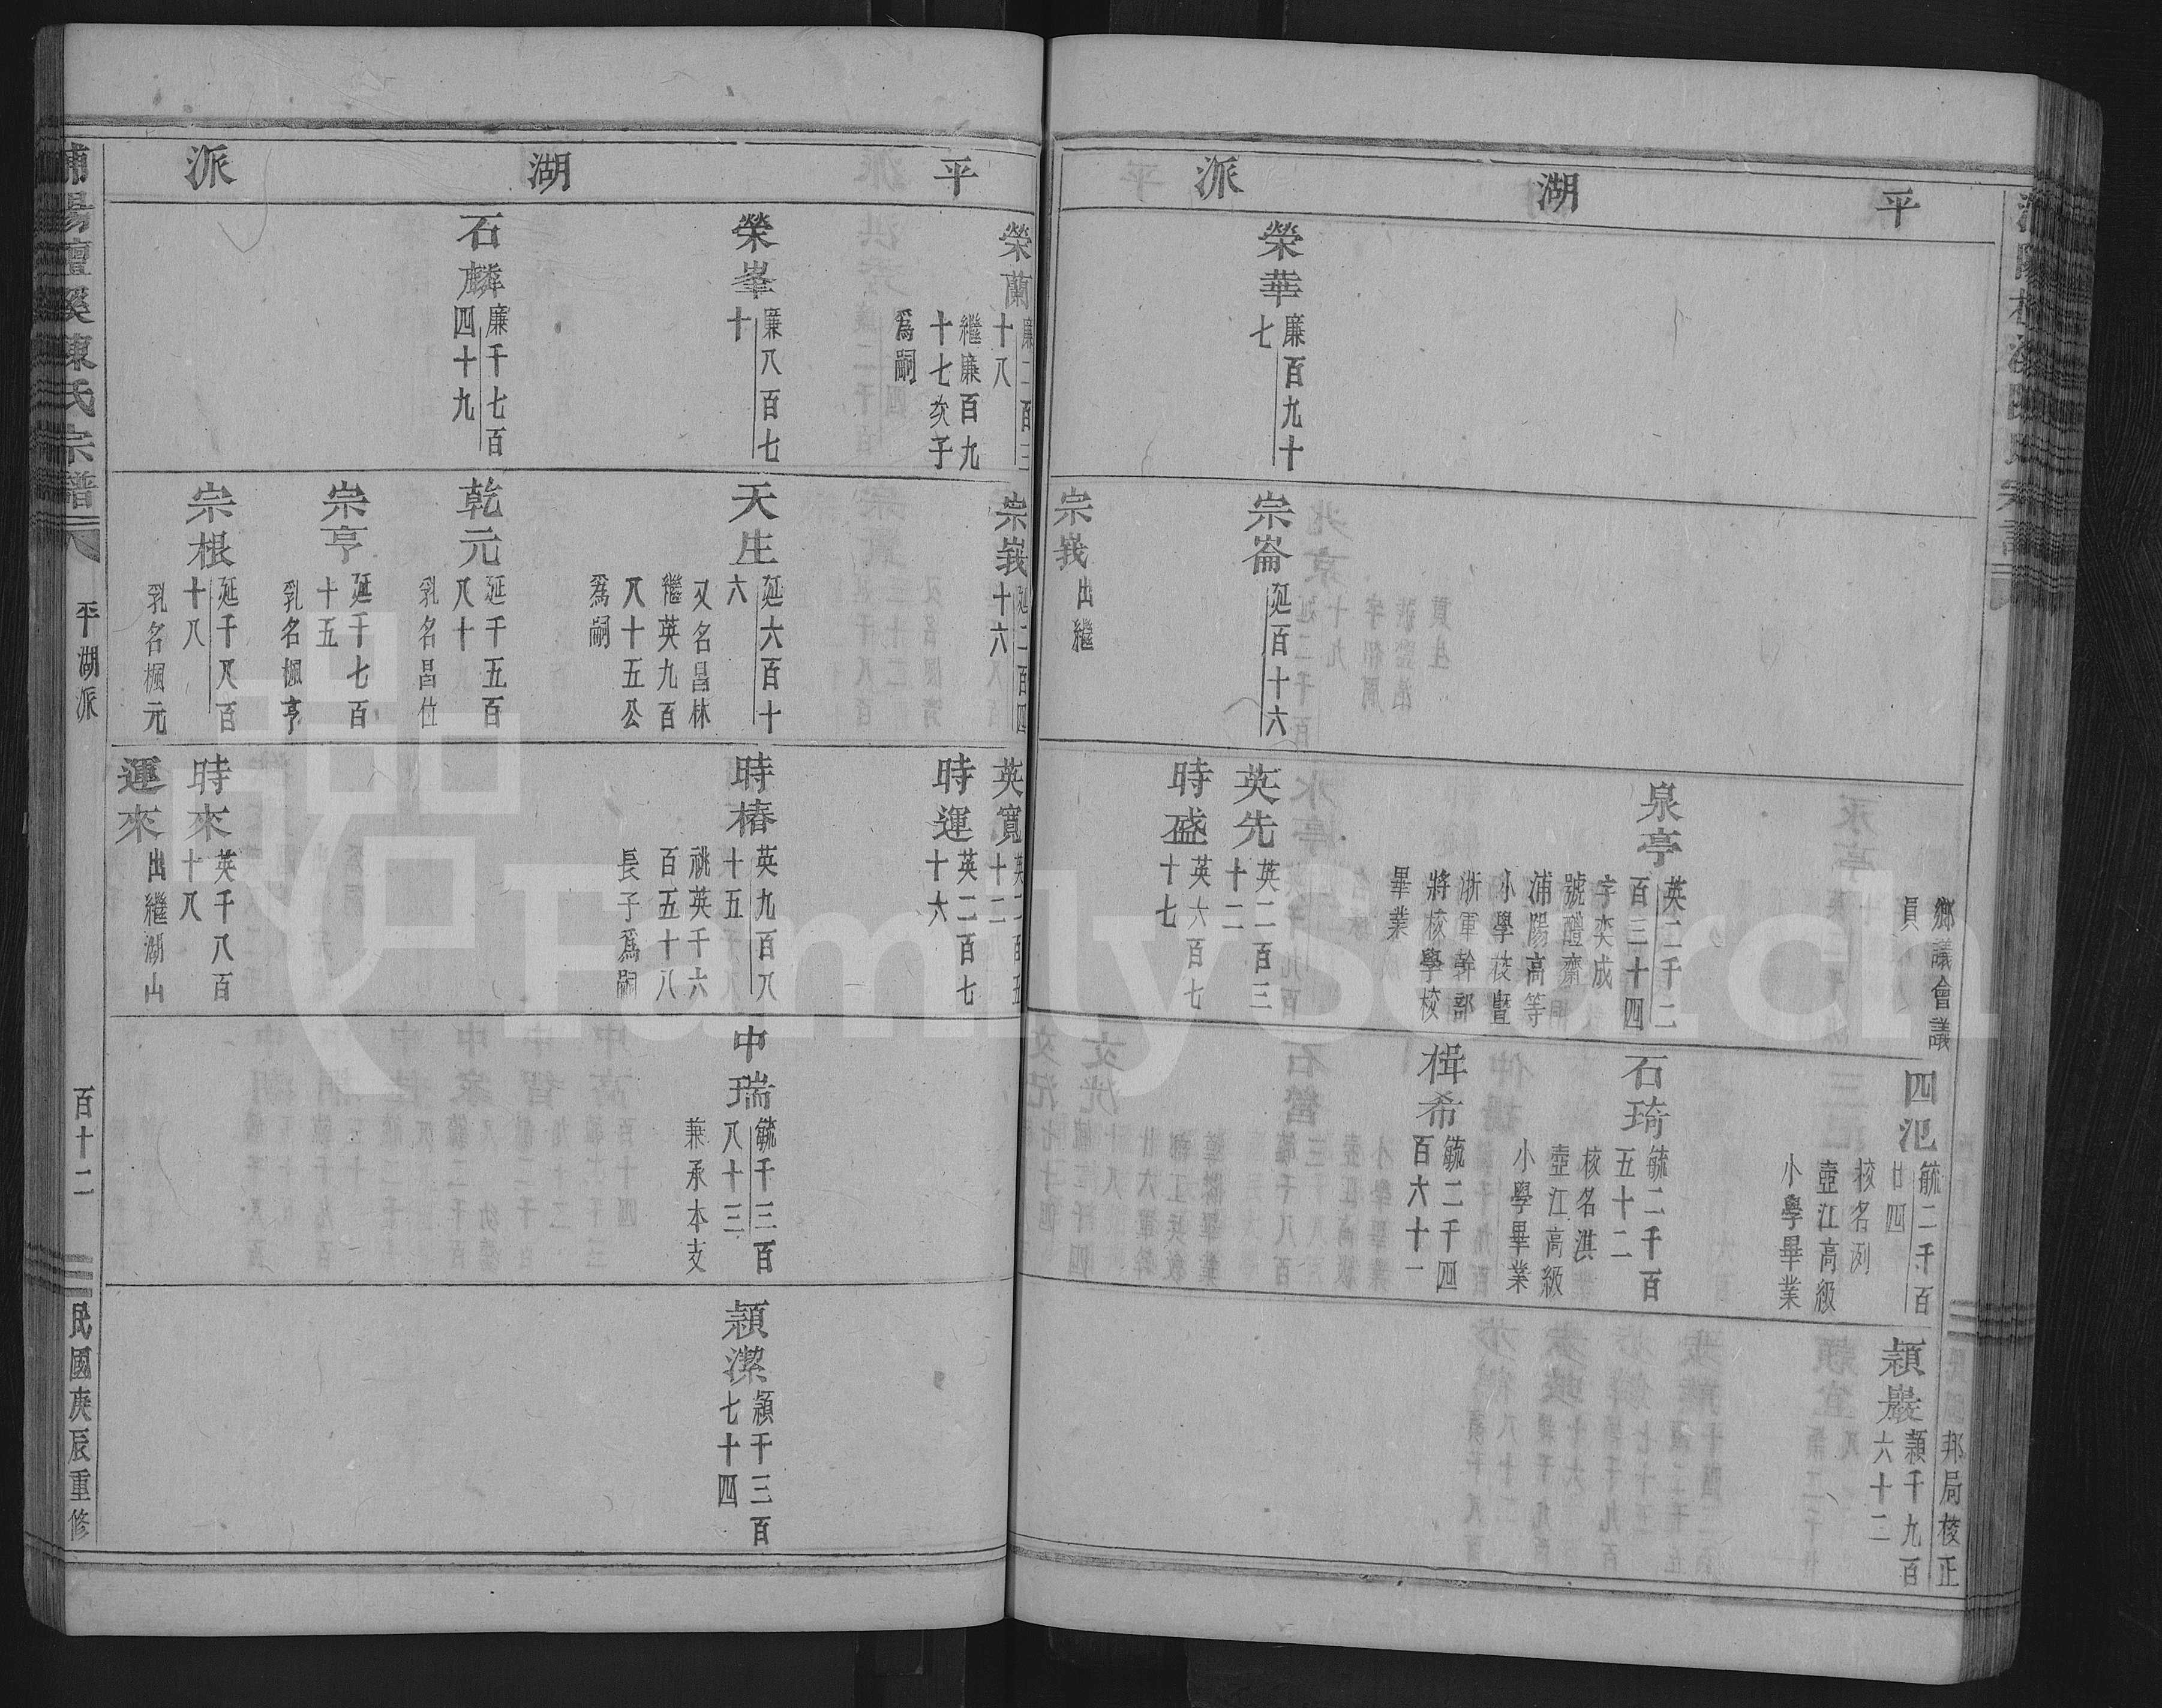 平湖派
榮華廉百九十七
宗崙延百十六
宗峩出繼
鄉議會議員
泉亭英二千二百三十四
字奕成
號醴齋
浦陽高等
小學校暨
浙軍幹部
將校學校
畢業
英先英二百三十二
時盛英六百七十七
四汜毓二千百廿四
校名洌
壺江高級
小學畢業
石琦毓二千百五十二
校名淇
壺江高級
小學畢業
楫希毓二千四百六十一
邦局校正
潁巖潁千九百六十二
平湖派
榮蘭廉二百三十八
繼廉百九
十七次子
爲嗣
榮峯廉八百七十
石麟廉千七百四十九
宗峩延二百四十六
天生延六百十六
又名昌林
繼英九百
八十五公
爲嗣
乾元延千五百八十
乳名昌仕
宗亨延千七百十五
乳名楓亨
宗根延千八百十八
乳名楓元
英寬英二百五十二
時運英二百七十六
時椿英九百八十五
祧英千六
百五十八
長子爲嗣
時來英千八百十八
運來出繼湖山
中瑞毓千三百八十三
兼承本支
潁潔潁千三百七十四
浦陽壇溪陳氏宗譜
平湖派
百十二
民國庚辰重修